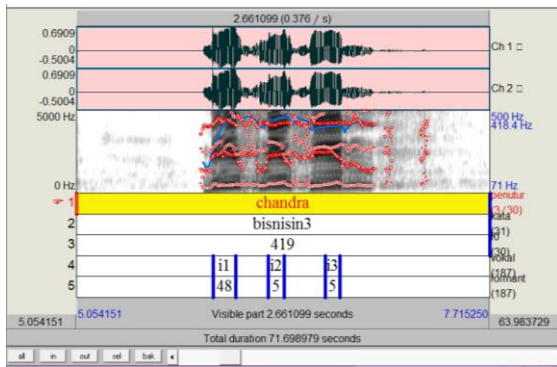 2.661099 (0.376 / s)
0.6909
0
-0.5004
Ch 1
0.6909
0
-0.5004
Ch 2
5000 Hz
500 Hz
418.4 Hz
0 Hz
71 Hz
1 chandra penutur (3/30)
2 bisnisin3 kata (31)
3 419 (30)
4 i1 i2 i3 vokal (187)
5 48 5 5 formant (187)
5.054151 5.054151 Visible part 2.661099 seconds 7.715250 63.983729
Total duration 71.698979 seconds
all in out sel bak